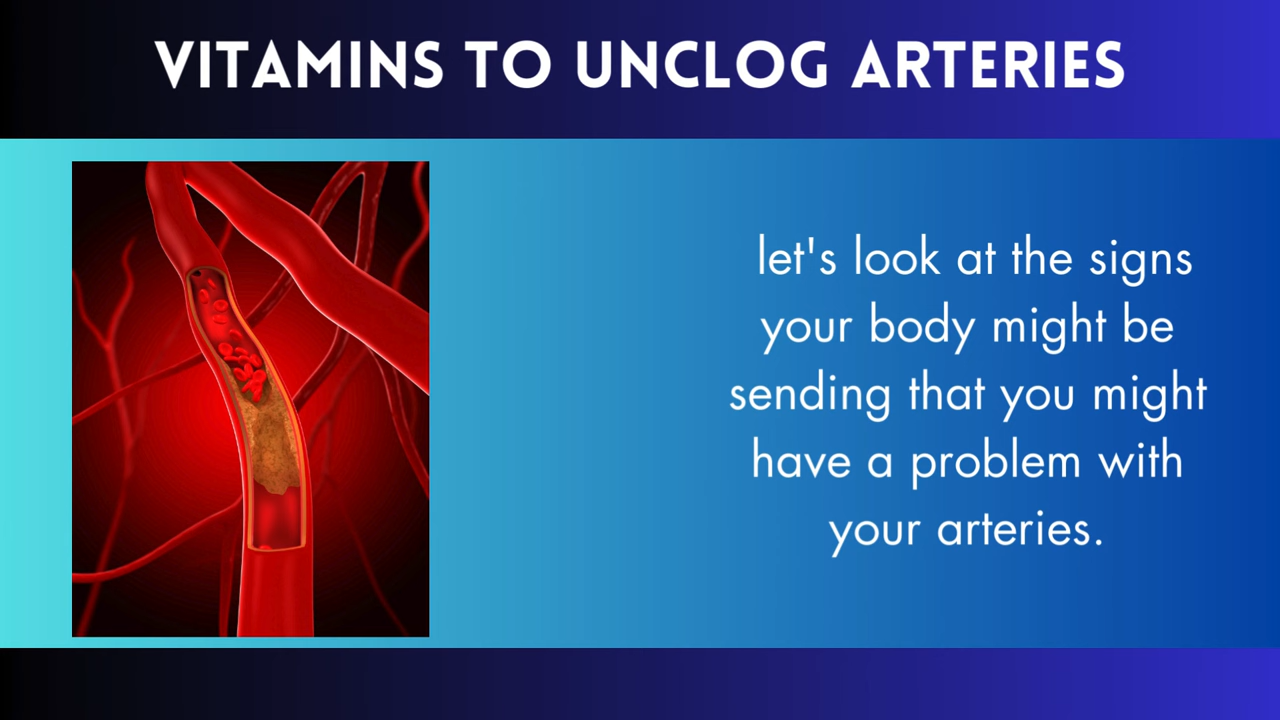 VITAMINS TO UNCLOG ARTERIES
let's look at the signs
your body might be
sending that you might
have a problem with
your arteries.